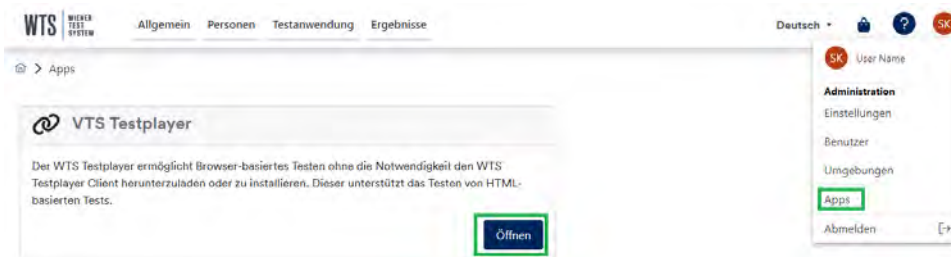 WTS WIENER TEST SYSTEM Allgemein Personen Testanwendung Ergebnisse Deutsch ? SK
> Apps
SK User Name
Administration
Einstellungen
Benutzer
Umgebungen
Apps
Abmelden
VTS Testplayer
Der WTS Testplayer ermöglicht Browser-basiertes Testen ohne die Notwendigkeit den WTS
Testplayer Client herunterzuladen oder zu installieren. Dieser unterstützt das Testen von HTML-
basierten Tests.
Öffnen